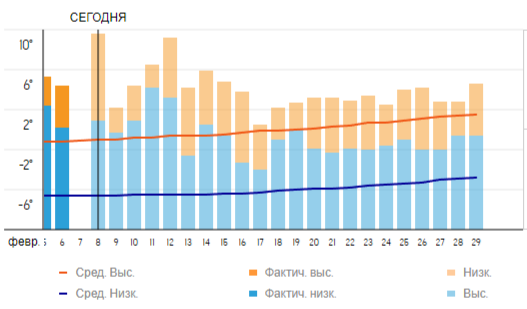 СЕГОДНЯ
10°
6°
2°
-2°
-6°
февр. 6 7 8 9 10 11 12 13 14 15 16 17 18 19 20 21 22 23 24 25 26 27 28 29
Сред. Выс. Фактич. выс. Низк.
Сред. Низк. Фактич. низк. Выс.